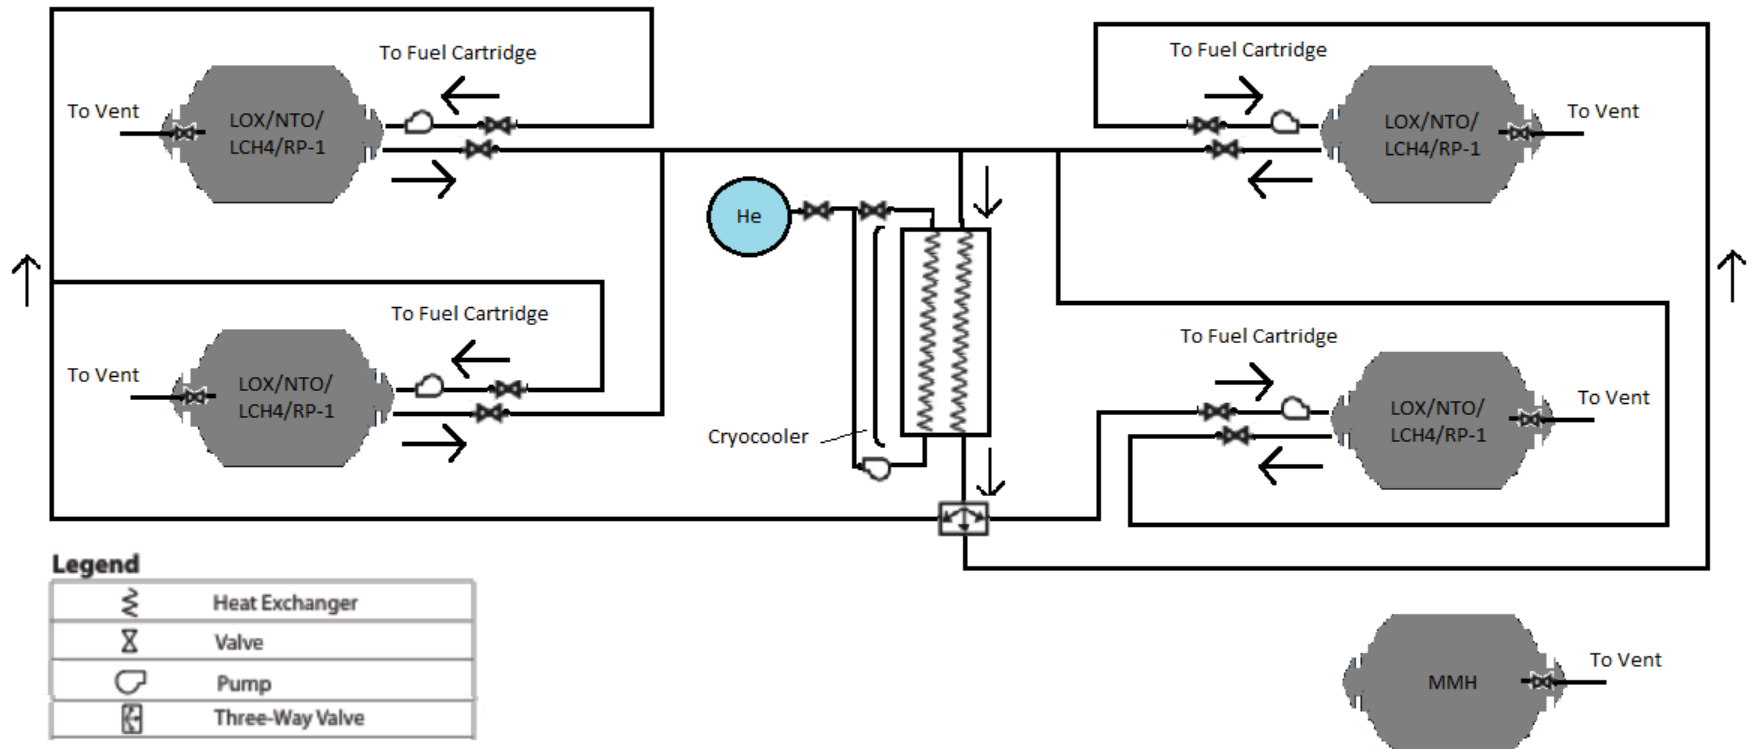 To Fuel Cartridge
To Vent
LOX/NTO/
LCH4/RP-1
To Fuel Cartridge
LOX/NTO/
LCH4/RP-1
To Vent
He
To Fuel Cartridge
To Vent
LOX/NTO/
LCH4/RP-1
Cryocooler
To Fuel Cartridge
LOX/NTO/
LCH4/RP-1
To Vent
Legend
Heat Exchanger
Valve
Pump
Three-Way Valve
MMH
To Vent